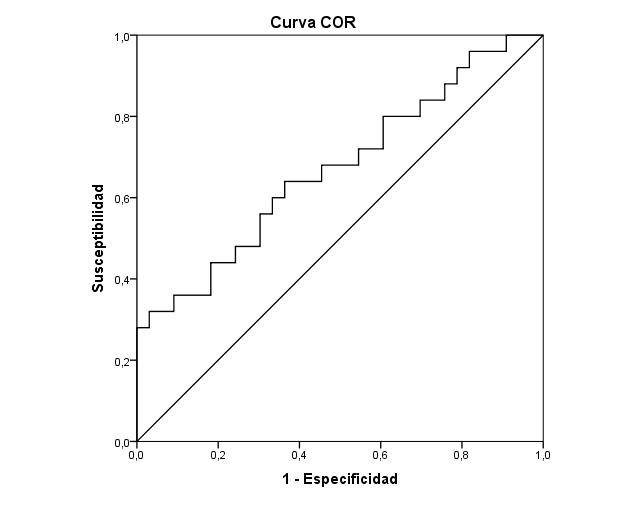 Curva COR
1,0
0,8
0,6
0,4
0,2
0,0
Susceptibilidad
0,0 0,2 0,4 0,6 0,8 1,0
1 - Especificidad